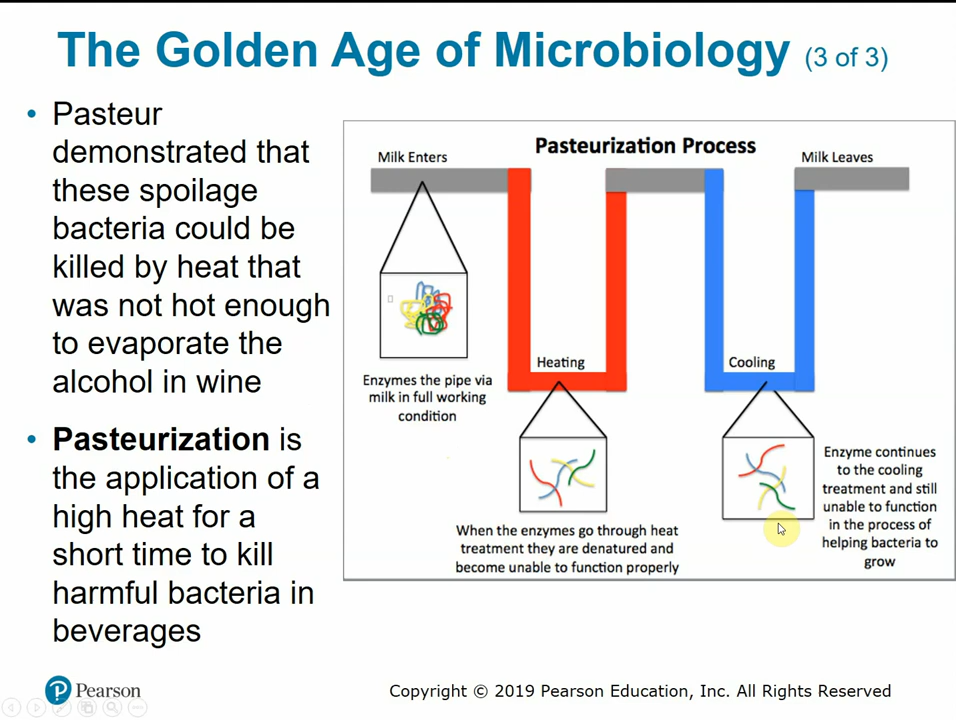 The Golden Age of Microbiology (3 of 3)
• Pasteur
demonstrated that
these spoilage
bacteria could be
killed by heat that
was not hot enough
to evaporate the
alcohol in wine
• Pasteurization is
the application of a
high heat for a
short time to kill
harmful bacteria in
beverages
Pasteurization Process
Milk Enters
Milk Leaves
Heating
Cooling
Enzymes the pipe via
milk in full working
condition
When the enzymes go through heat
treatment they are denatured and
become unable to function properly
Enzyme continues
to the cooling
treatment and still
unable to function
in the process of
helping bacteria to
grow
P Pearson
Copyright © 2019 Pearson Education, Inc. All Rights Reserved